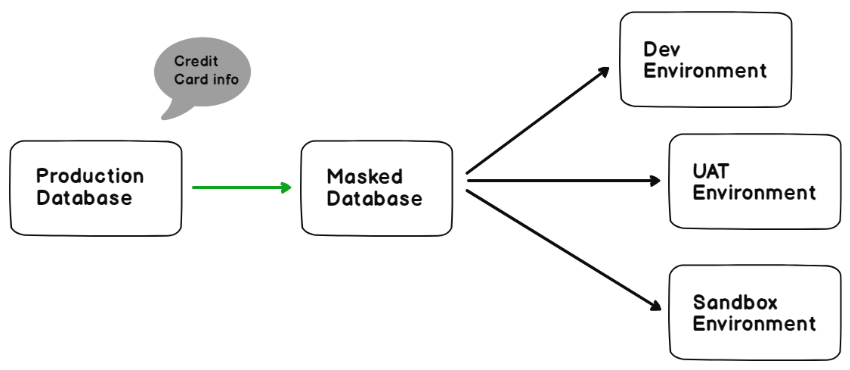 Credit
Card info
Production
Database
Masked
Database
Dev
Environment
UAT
Environment
Sandbox
Environment